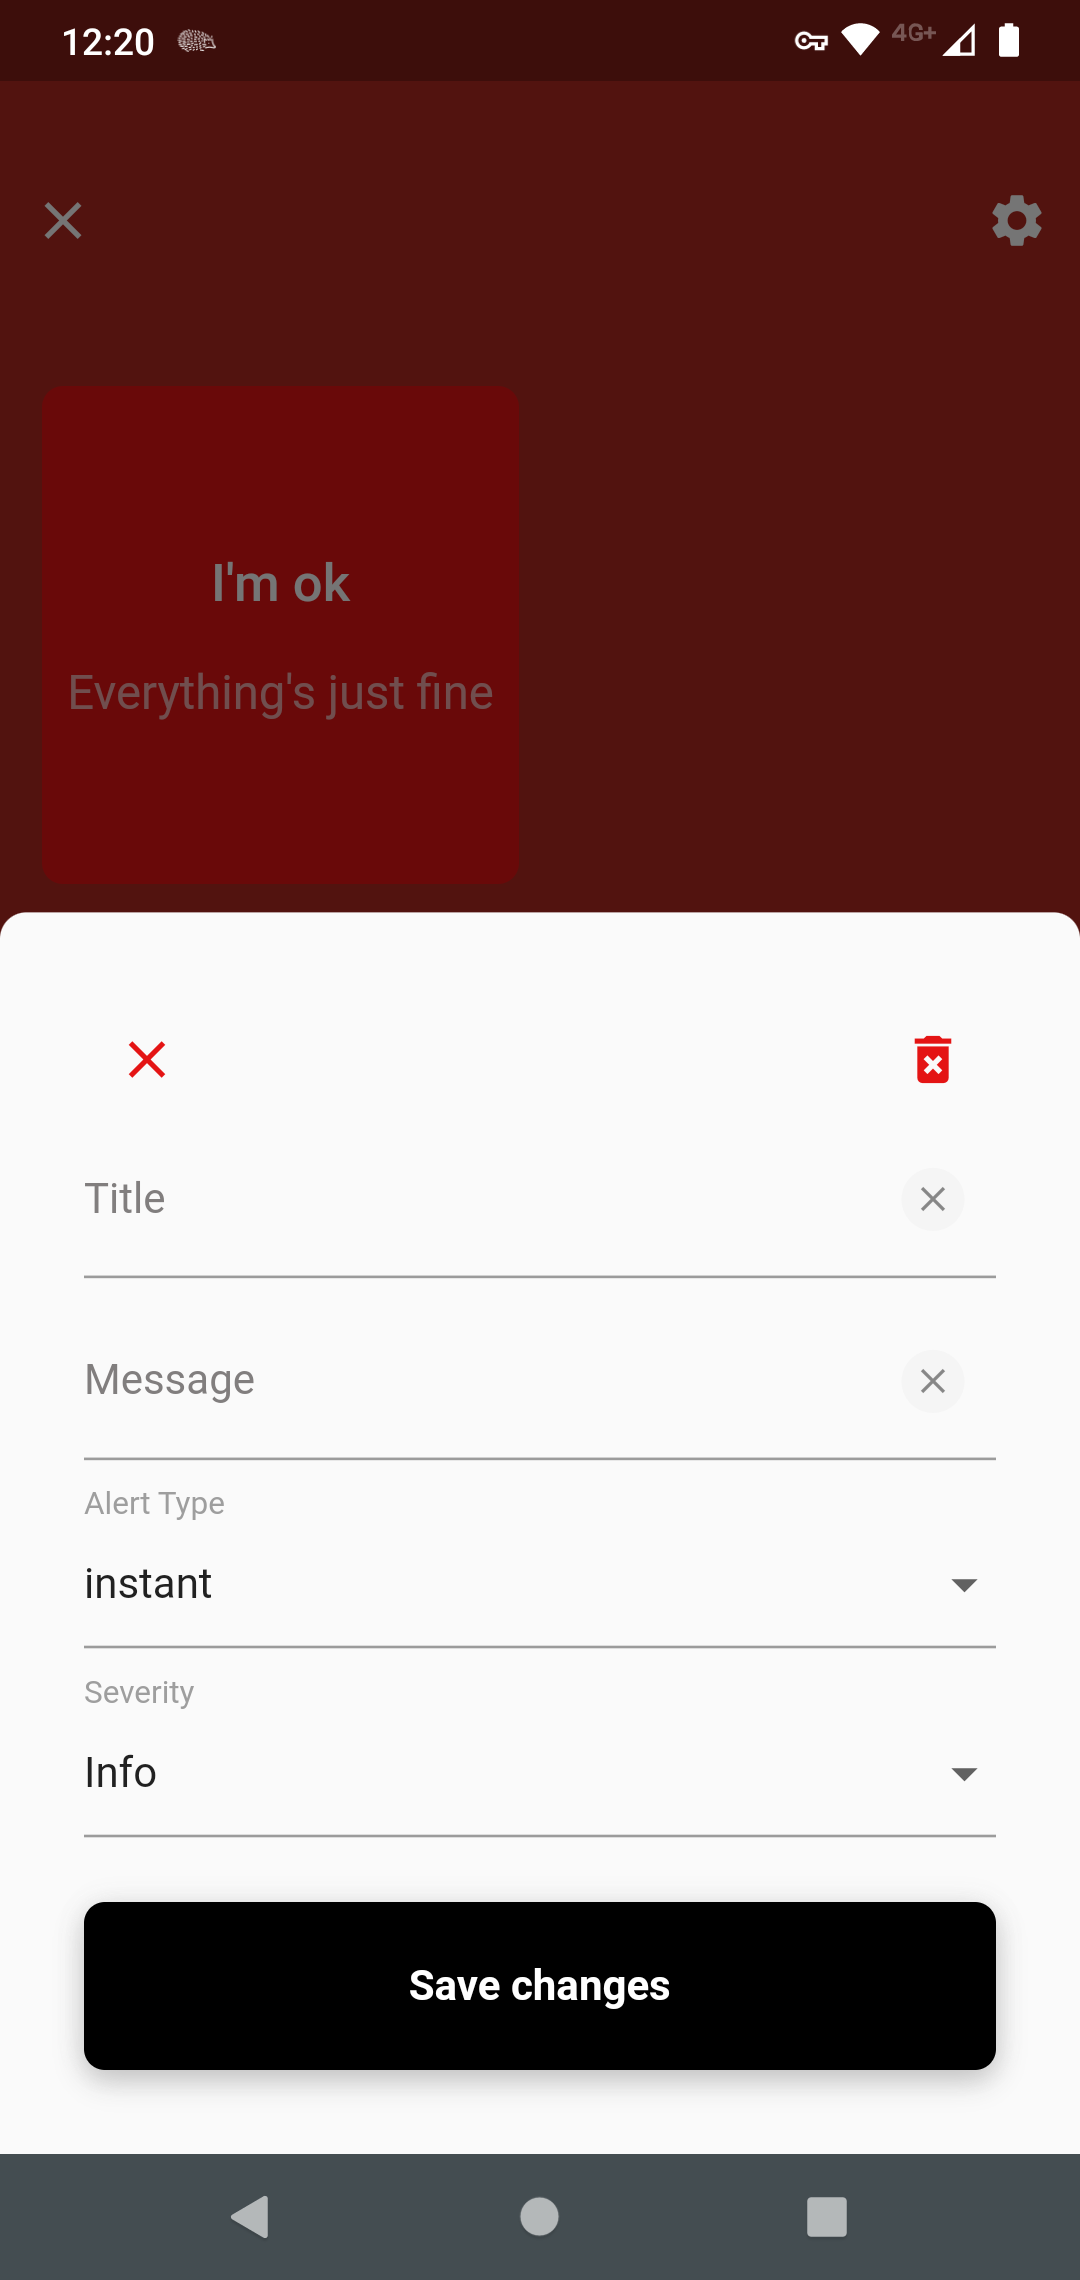 12:20
4G+
I'm ok
Everything's just fine
Title
Message
Alert Type
instant
Severity
Info
Save changes